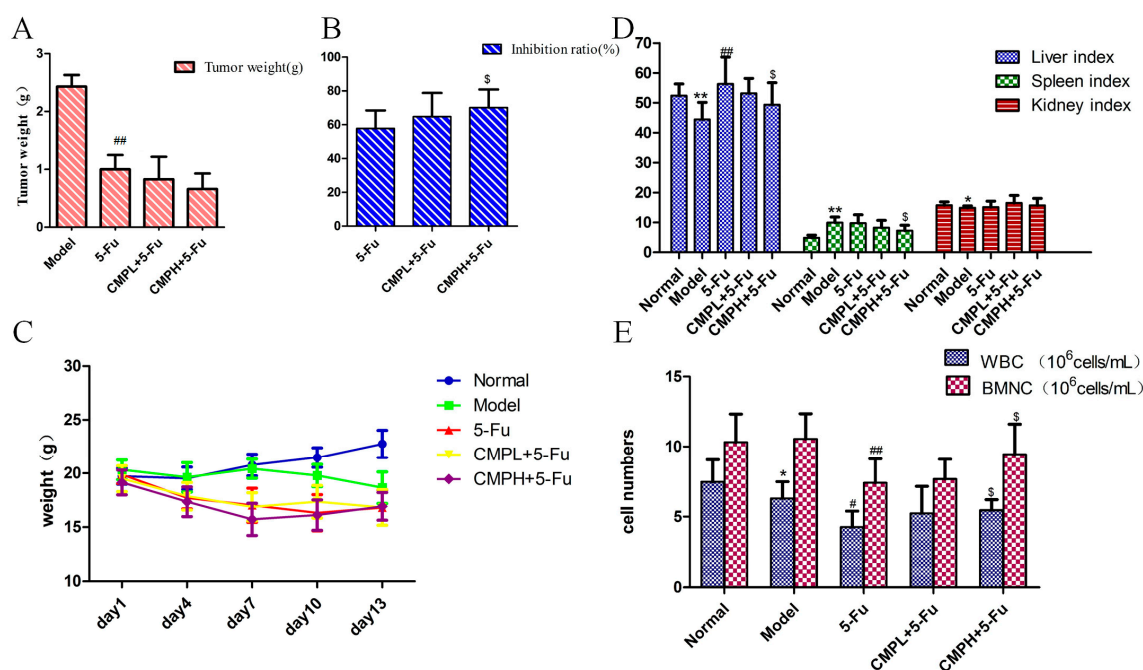 A
Tumor weight(g)
Tumor weight（g）
3
2
1
0
##
Model
5-Fu
CMPL+5-Fu
CMPH+5-Fu
B
Inhibition ratio(%)
100
80
60
40
20
0
$
5-Fu
CMPL+5-Fu
CMPH+5-Fu
C
weight（g）
30
25
20
15
10
day1
day4
day7
day10
day13
Normal
Model
5-Fu
CMPL+5-Fu
CMPH+5-Fu
D
70
60
50
40
30
20
10
0
**
##
$
**
$
*
Liver index
Spleen index
Kidney index
Normal
Model
5-Fu
CMPL+5-Fu
CMPH+5-Fu
Normal
Model
5-Fu
CMPL+5-Fu
CMPH+5-Fu
Normal
Model
5-Fu
CMPL+5-Fu
CMPH+5-Fu
E
WBC （10⁶cells/mL）
BMNC（10⁶cells/mL）
cell numbers
15
10
5
0
*
#
##
$
$
Normal
Model
5-Fu
CMPL+5-Fu
CMPH+5-Fu